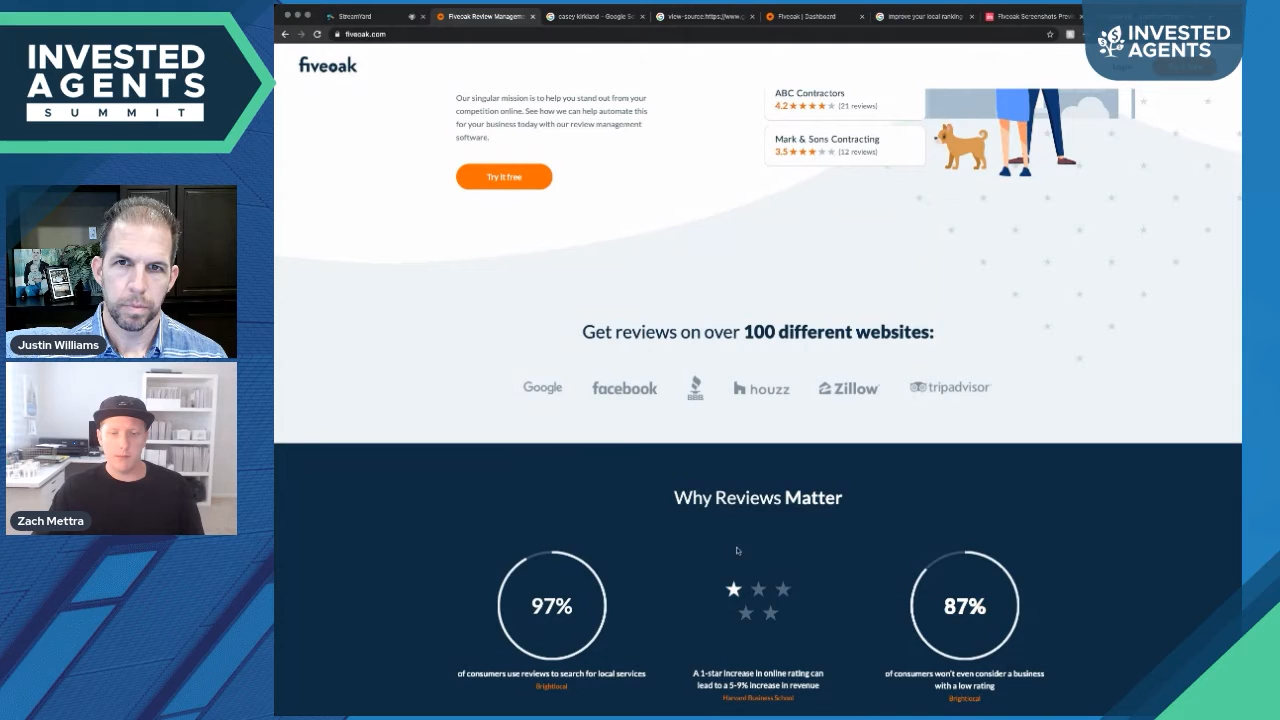 INVESTED
AGENTS
SUMMIT
Justin Williams
Zach Mettra
StreamYard
Fiveoak Review Managem
casey kirkland - Google Se
view-source:https://www.g
Fiveoak | Dashboard
improve your local ranking
Fiveoak Screenshots Previ
fiveoak.com
INVESTED
AGENTS
fiveoak
Login
Our singular mission is to help you stand out from your
competition online. See how we can help automate this
for your business today with our review management
software.
Try it free
ABC Contractors
4.2 ★★★★★ (21 reviews)
Mark & Sons Contracting
3.5 ★★★★★ (12 reviews)
Get reviews on over 100 different websites:
Google
facebook
BBB
houzz
Zillow
tripadvisor
Why Reviews Matter
97%
of consumers use reviews to search for local services
Brightlocal
A 1-star increase in online rating can
lead to a 5-9% increase in revenue
Harvard Business School
87%
of consumers won't even consider a business
with a low rating
Brightlocal